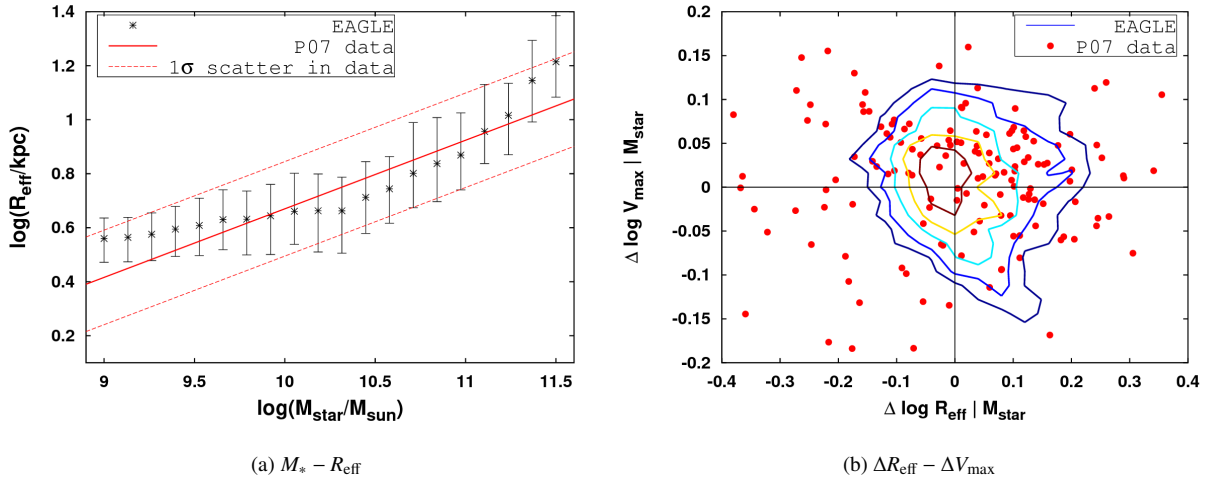 EAGLE
P07 data
1σ scatter in data
log(R_eff/kpc)
1.4
1.2
1
0.8
0.6
0.4
0.2
9
9.5
10
10.5
11
11.5
log(M_star/M_sun)
(a) M_* − R_eff
EAGLE
P07 data
Δ log V_max | M_star
0.2
0.15
0.1
0.05
0
-0.05
-0.1
-0.15
-0.2
-0.4
-0.3
-0.2
-0.1
0
0.1
0.2
0.3
0.4
Δ log R_eff | M_star
(b) ΔR_eff − ΔV_max